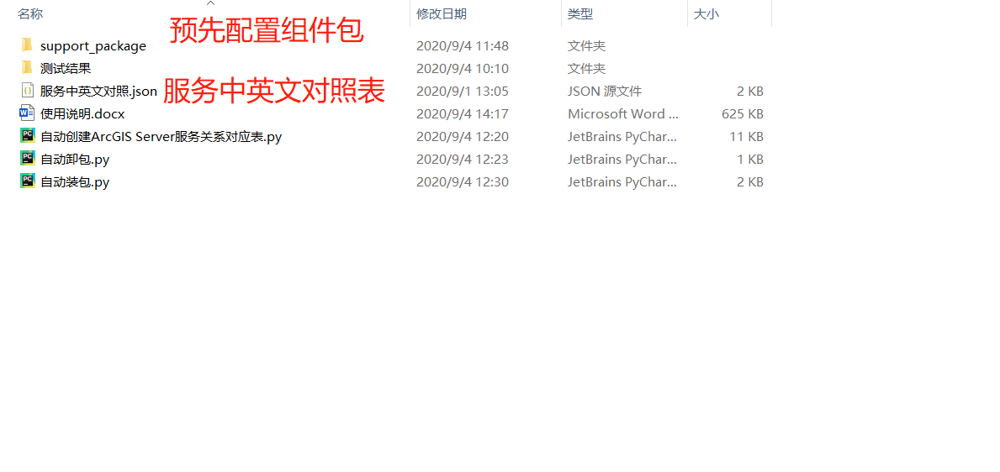 名称 修改日期 类型 大小
预先配置组件包
support_package 2020/9/4 11:48 文件夹
测试结果 2020/9/4 10:10 文件夹
服务中英文对照.json 服务中英文对照表 2020/9/1 13:05 JSON 源文件 2 KB
使用说明.docx 2020/9/4 14:17 Microsoft Word ... 625 KB
自动创建ArcGIS Server服务关系对应表.py 2020/9/4 12:20 JetBrains PyChar... 11 KB
自动卸包.py 2020/9/4 12:23 JetBrains PyChar... 1 KB
自动装包.py 2020/9/4 12:30 JetBrains PyChar... 2 KB